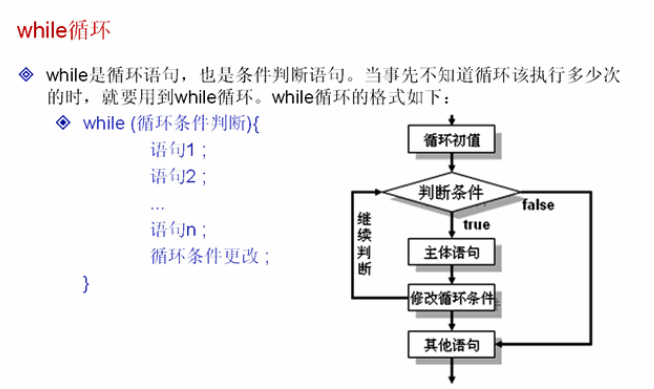 while循环
while是循环语句，也是条件判断语句。当事先不知道循环该执行多少次
的时，就要用到while循环。while循环的格式如下：
while (循环条件判断){
语句1 ;
语句2 ;
...
语句n ;
循环条件更改 ;
}
循环初值
判断条件
false
true
继续判断
主体语句
修改循环条件
其他语句